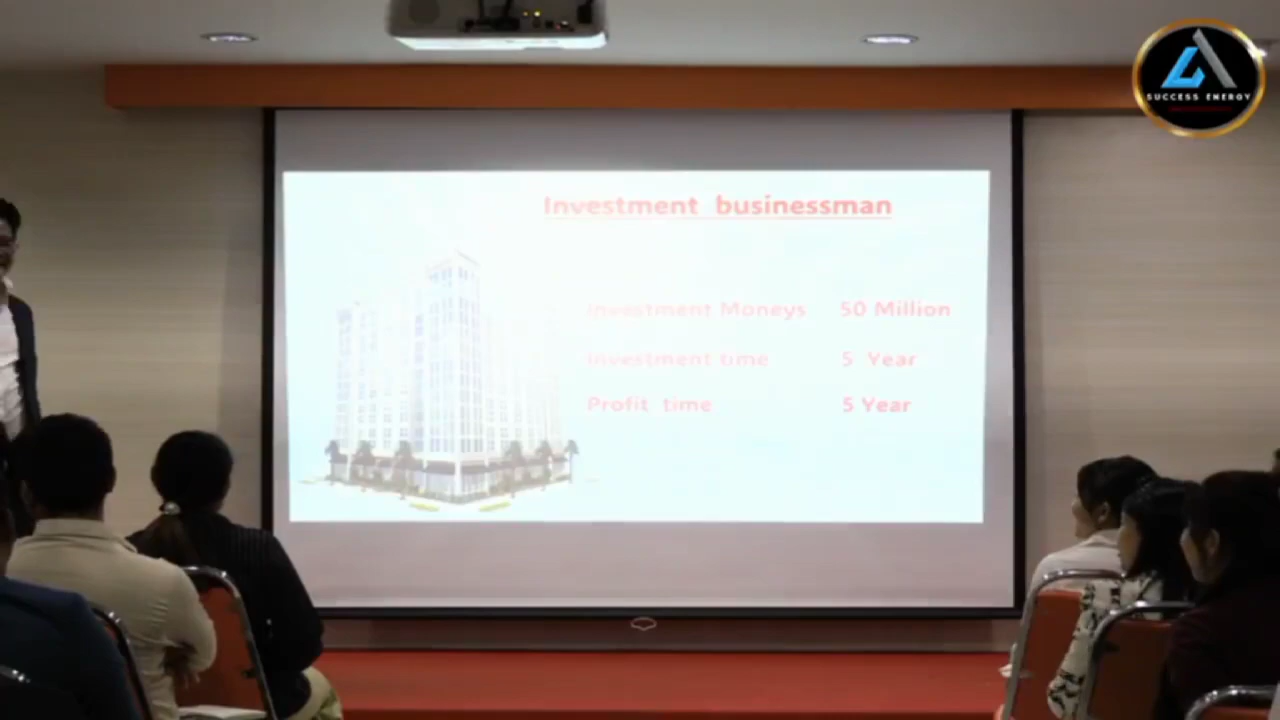 SUCCESS ENERGY
Investment businessman
Investment Moneys 50 Million
Investment time 5 Year
Profit time 5 Year